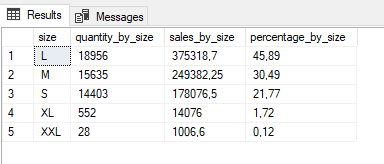 Results Messages
size quantity_by_size sales_by_size percentage_by_size
1 L 18956 375318,7 45,89
2 M 15635 249382,25 30,49
3 S 14403 178076,5 21,77
4 XL 552 14076 1,72
5 XXL 28 1006,6 0,12